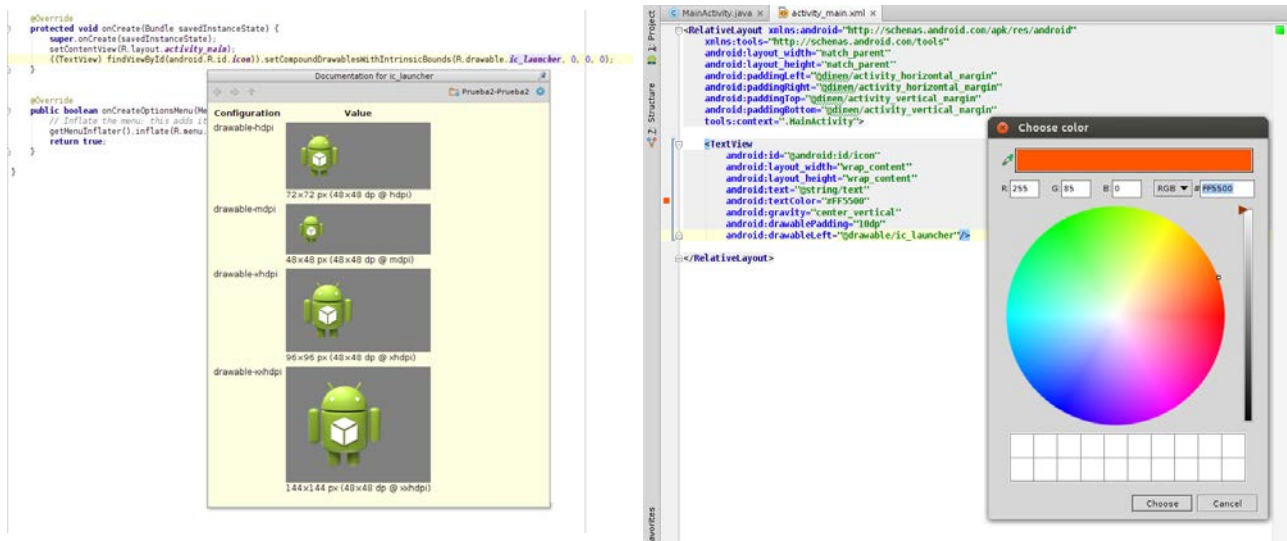 @Override
protected void onCreate(Bundle savedInstanceState) {
super.onCreate(savedInstanceState);
setContentView(R.layout.activity_main);
((TextView) findViewById(android.R.id.icon)).setCompoundDrawablesWithIntrinsicBounds(R.drawable.ic_launcher, 0, 0, 0);
}
@Override
public boolean onCreateOptionsMenu(Me
// Inflate the menu; this adds it
getMenuInflater().inflate(R.menu.
return true;
}
}
Documentation for ic_launcher
Prueba2-Prueba2
Configuration Value
drawable-hdpi
72×72 px (48×48 dp @ hdpi)
drawable-mdpi
48×48 px (48×48 dp @ mdpi)
drawable-xhdpi
96×96 px (48×48 dp @ xhdpi)
drawable-xxhdpi
144×144 px (48×48 dp @ xxhdpi)
1: Project
7: Structure
avorites
MainActivity.java × activity_main.xml ×
<RelativeLayout xmlns:android="http://schemas.android.com/apk/res/android"
xmlns:tools="http://schemas.android.com/tools"
android:layout_width="match_parent"
android:layout_height="match_parent"
android:paddingLeft="@dimen/activity_horizontal_margin"
android:paddingRight="@dimen/activity_horizontal_margin"
android:paddingTop="@dimen/activity_vertical_margin"
android:paddingBottom="@dimen/activity_vertical_margin"
tools:context=".MainActivity">
<TextView
android:id="@android:id/icon"
android:layout_width="wrap_content"
android:layout_height="wrap_content"
android:text="@string/text"
android:textColor="#FF5500"
android:gravity="center_vertical"
android:drawablePadding="10dp"
android:drawableLeft="@drawable/ic_launcher"/>
</RelativeLayout>
Choose color
R: 255 G: 85 B: 0 RGB # FF5500
Choose Cancel